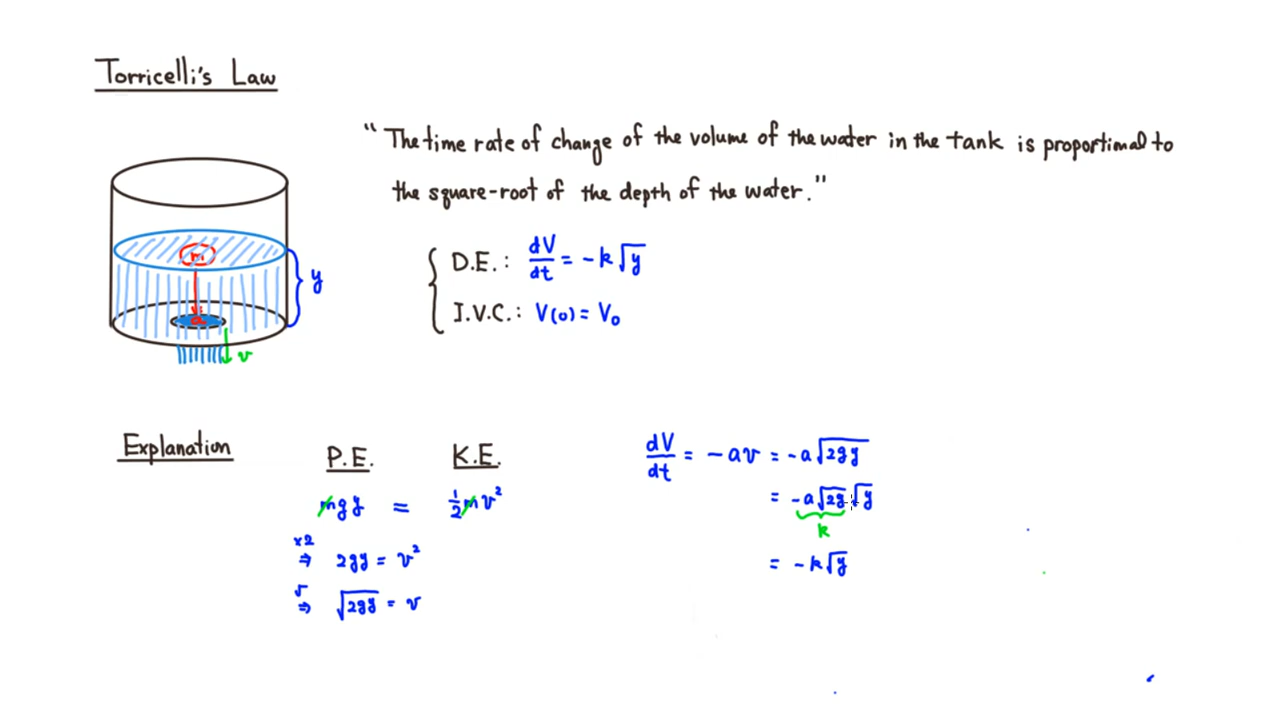 Torricelli's Law
"The time rate of change of the volume of the water in the tank is proportional to
the square-root of the depth of the water."
m
y
a
v
D.E.: dV/dt = -k√y
I.V.C.: V(0) = V₀
Explanation
P.E. K.E.
mgy = 1/2 mv²
x2 ⇒ 2gy = v²
√ ⇒ √2gy = v
dV/dt = -av = -a√2gy
= -a√2g √y
k
= -k√y